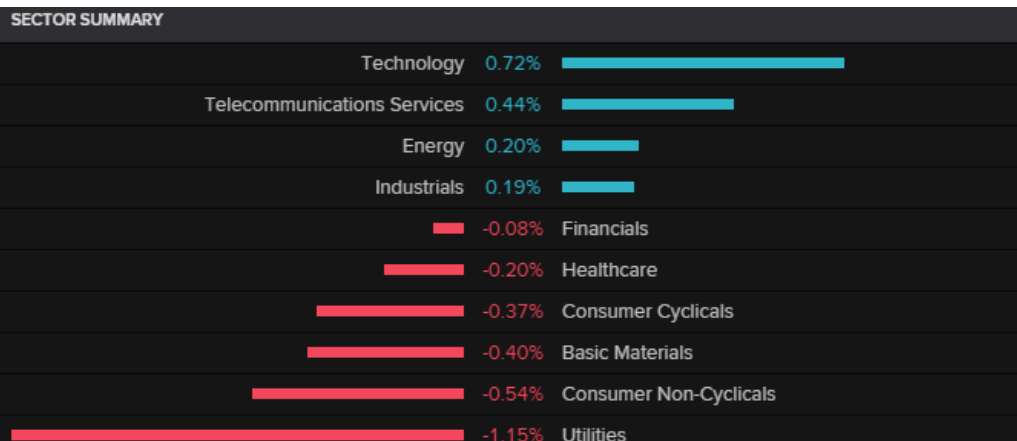 SECTOR SUMMARY
Technology 0.72%
Telecommunications Services 0.44%
Energy 0.20%
Industrials 0.19%
-0.08% Financials
-0.20% Healthcare
-0.37% Consumer Cyclicals
-0.40% Basic Materials
-0.54% Consumer Non-Cyclicals
-1.15% Utilities